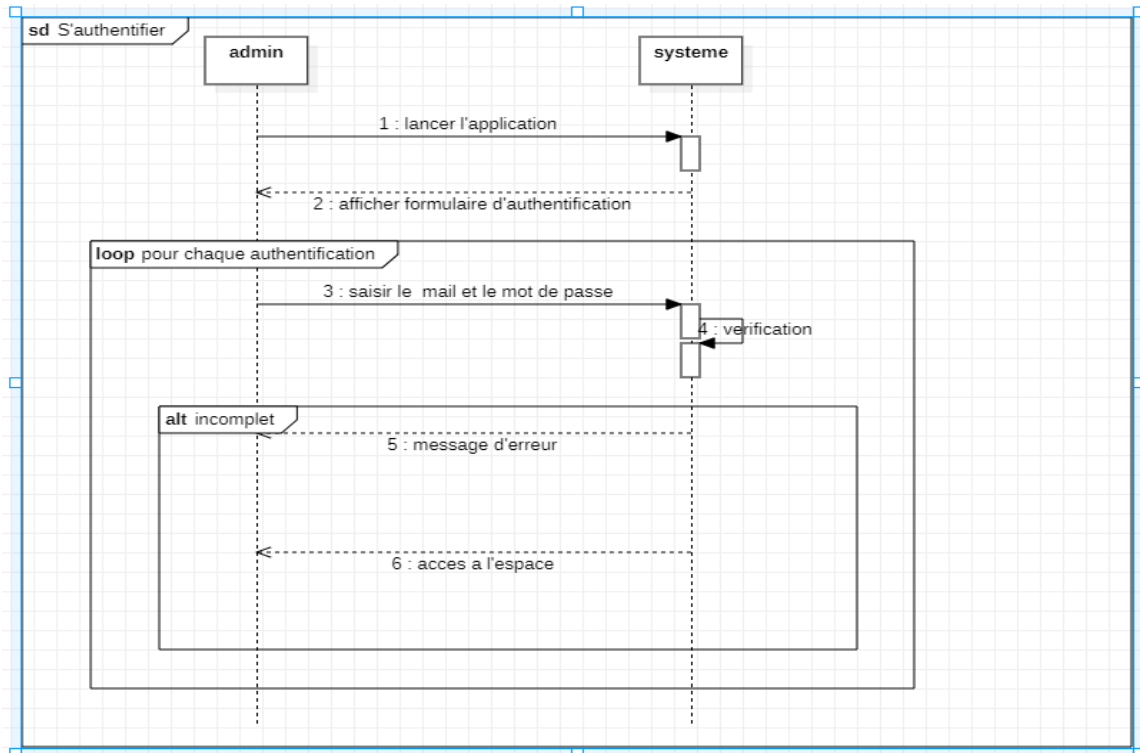 sd S'authentifier
admin
systeme
1 : lancer l'application
2 : afficher formulaire d'authentification
loop pour chaque authentification
3 : saisir le  mail et le mot de passe
4 : verification
alt incomplet
5 : message d'erreur
6 : acces a l'espace